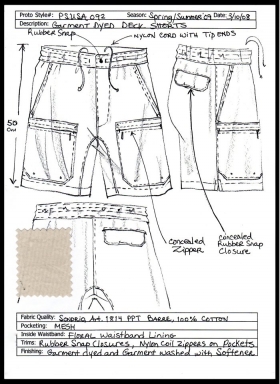 Proto Style#: PSUSA 092 Season: Spring/Summer 09 Date: 3/10/08
Description: Garment Dyed Deck Shorts
Rubber Snap
NYLON CORD WITH TIP ENDS
50
cm
concealed
Zipper
concealed
Rubber Snap
Closure
Fabric Quality: Sondrio, Art. 1814 PPT BARRE, 100% COTTON
Pocketing: MESH
Inside Waistband: FLORAL Waistband Lining
Trims: Rubber Snap Closures, Nylon Coil Zippers on Pockets
Finishing: Garment dyed and Garment washed with Softener